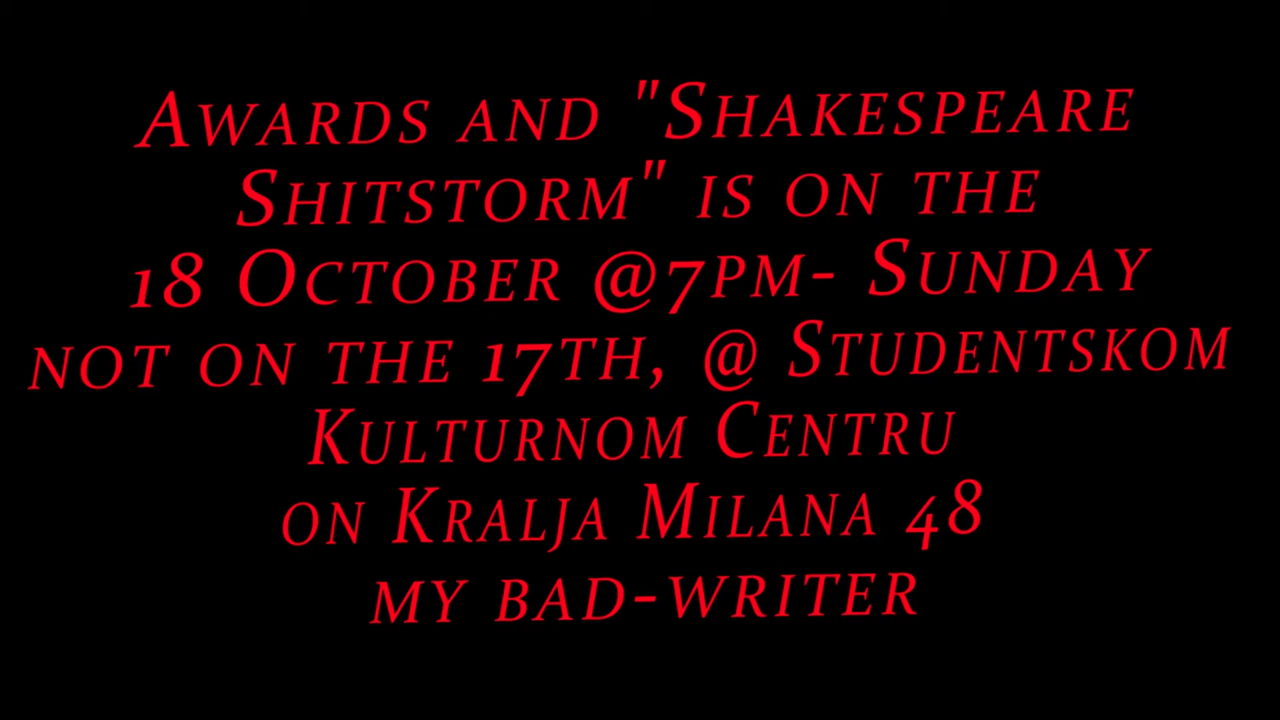 Awards and "Shakespeare
Shitstorm" is on the
18 October @7pm- Sunday
not on the 17th, @ Studentskom
Kulturnom Centru
on Kralja Milana 48
my bad-writer